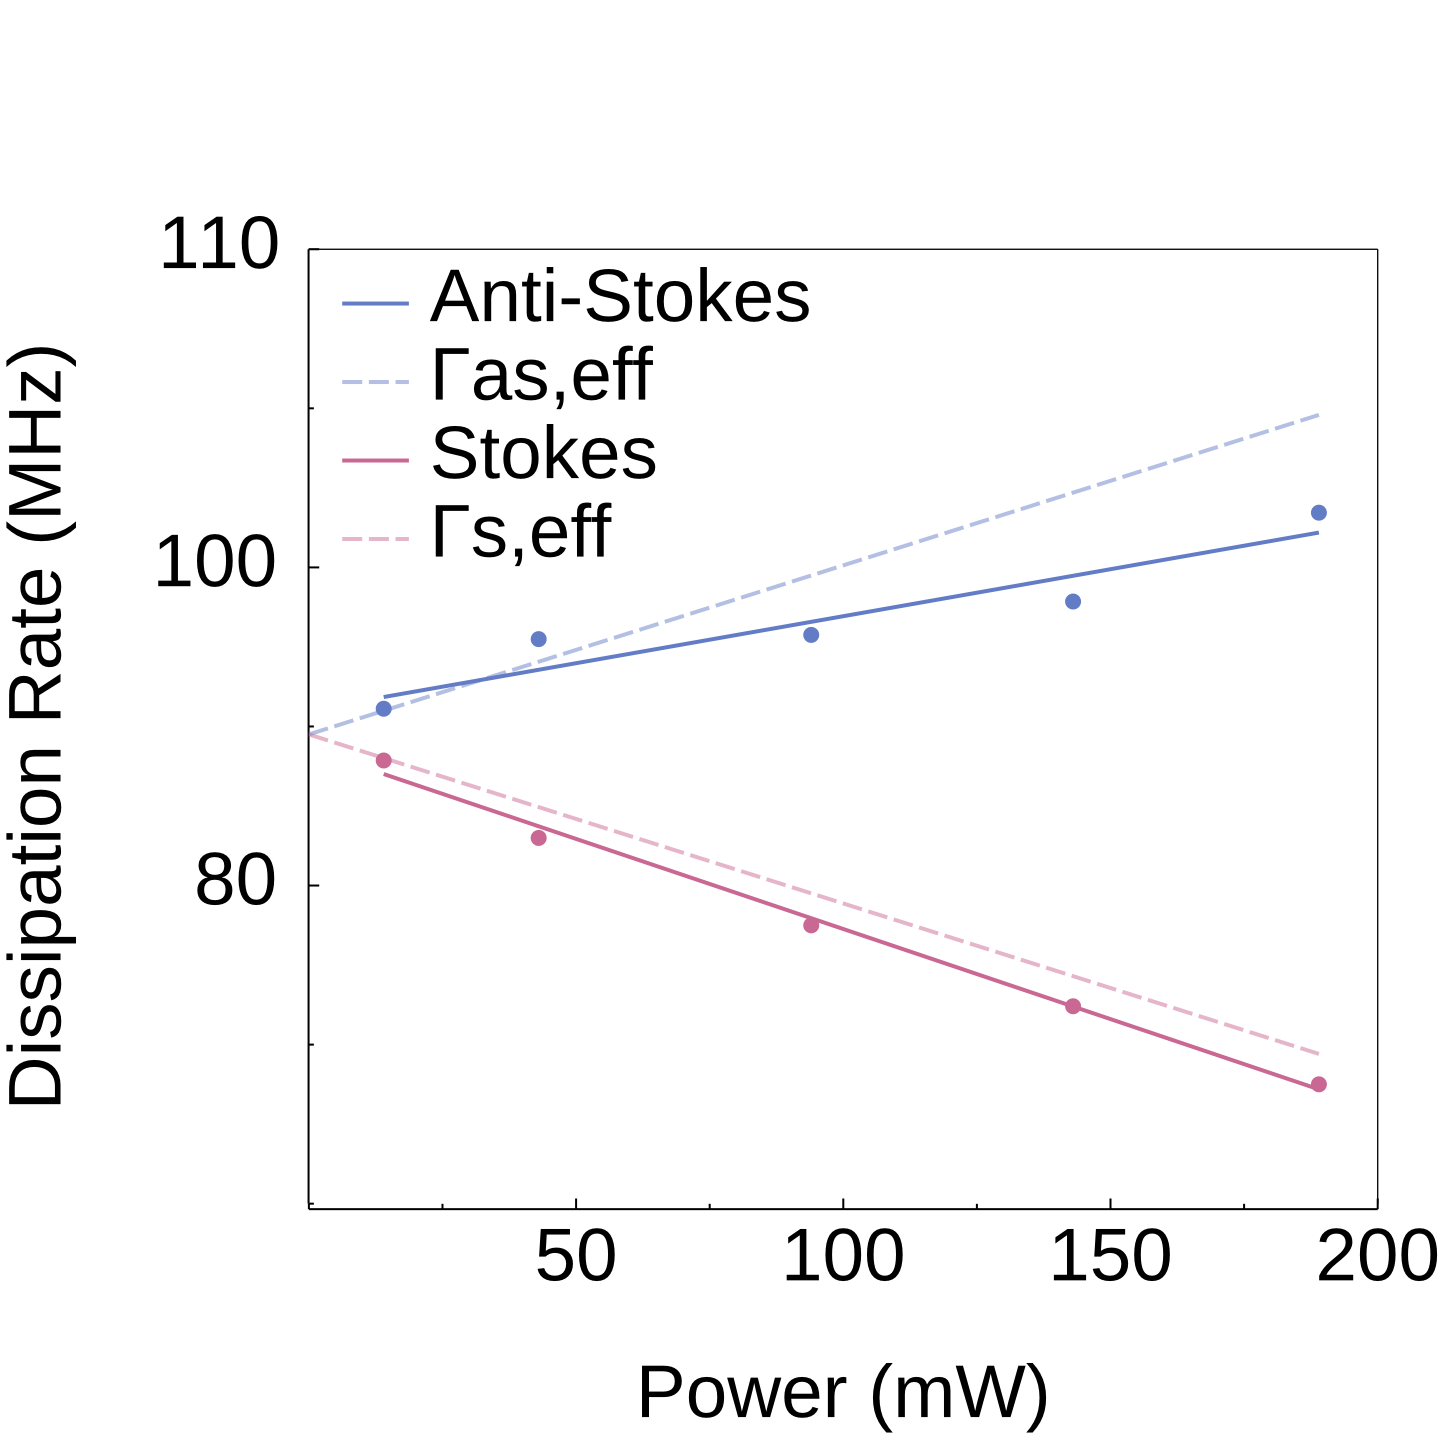 110
Anti-Stokes
Γas,eff
Stokes
Γs,eff
100
80
Dissipation Rate (MHz)
50 100 150 200
Power (mW)